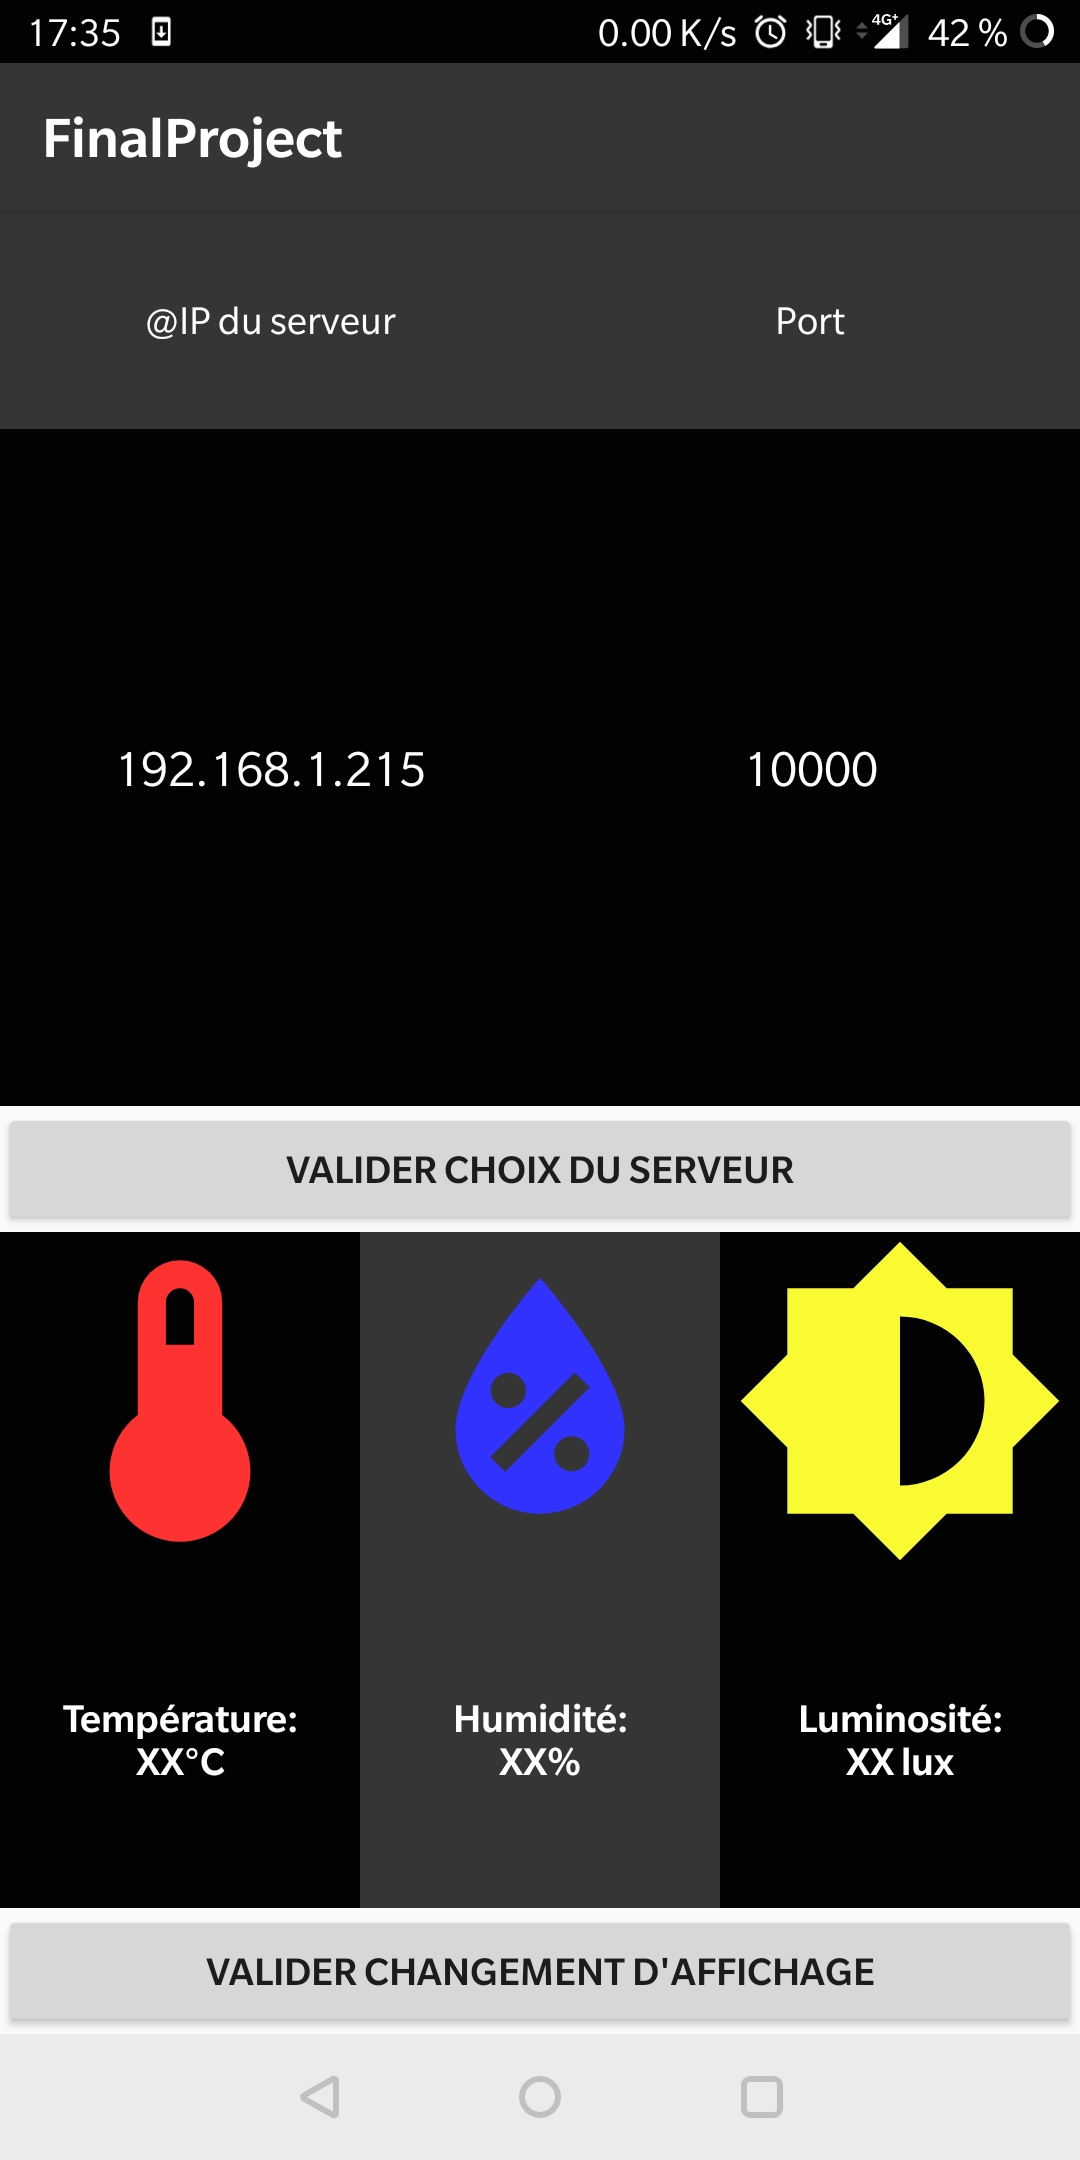 17:35 0.00 K/s 4G+ 42 %
FinalProject
@IP du serveur Port
192.168.1.215 10000
VALIDER CHOIX DU SERVEUR
Température: Humidité: Luminosité:
XX°C XX% XX lux
VALIDER CHANGEMENT D'AFFICHAGE